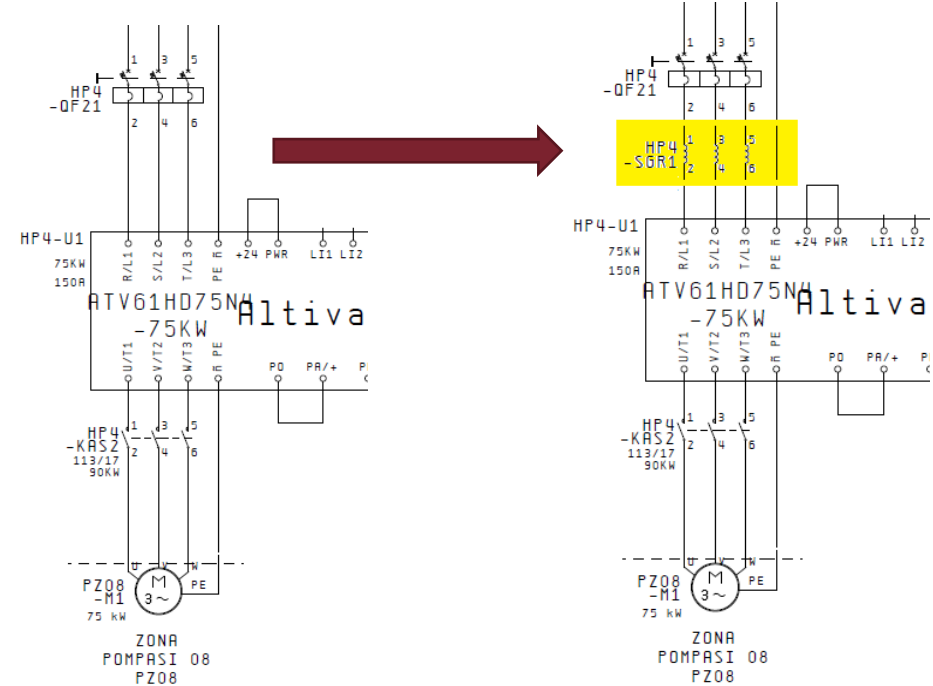 1 3 5
HP4
-QF21
2 4 6
HP4-U1
75KW
150A
R/L1 S/L2 T/L3 PE
+24 PWR LI1 LI2
ATV61HD75N4
-75KW
Altiva
U/T1 V/T2 W/T3 PE
PO PA/+ P
HP4
-KAS2
113/17
90KW
1 3 5
2 4 6
U V W
PZ08
-M1
75 kW
M
3~
PE
ZONA
POMPASI 08
PZ08
1 3 5
HP4
-QF21
2 4 6
HP4
-SGR1
1 3 5
2 4 6
HP4-U1
75KW
150A
R/L1 S/L2 T/L3 PE
+24 PWR LI1 LI2
ATV61HD75N4
-75KW
Altiva
U/T1 V/T2 W/T3 PE
PO PA/+ P
HP4
-KAS2
113/17
90KW
1 3 5
2 4 6
U V W
PZ08
-M1
75 kW
M
3~
PE
ZONA
POMPASI 08
PZ08